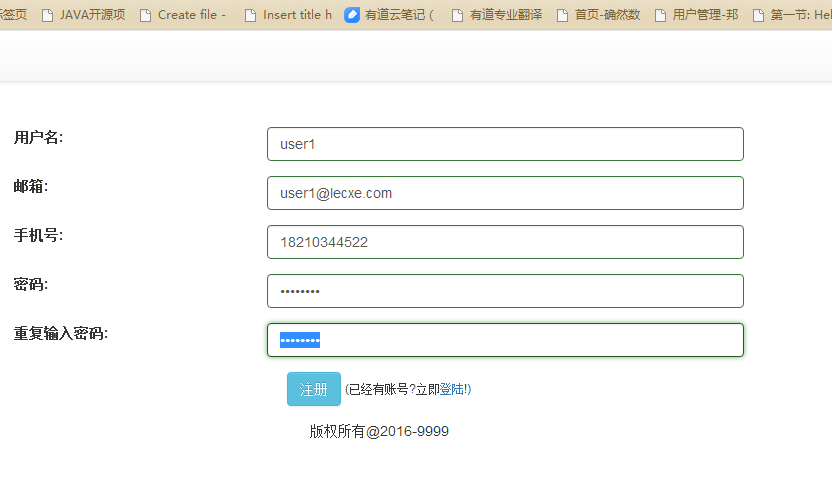 标签页 JAVA开源项 Create file - Insert title h 有道云笔记 ( 有道专业翻译 首页-确然数 用户管理-邦 第一节: Hel
用户名: user1
邮箱: user1@lecxe.com
手机号: 18210344522
密码: ••••••••
重复输入密码: ••••••••
注册 (已经有账号?立即登陆!)
版权所有@2016-9999